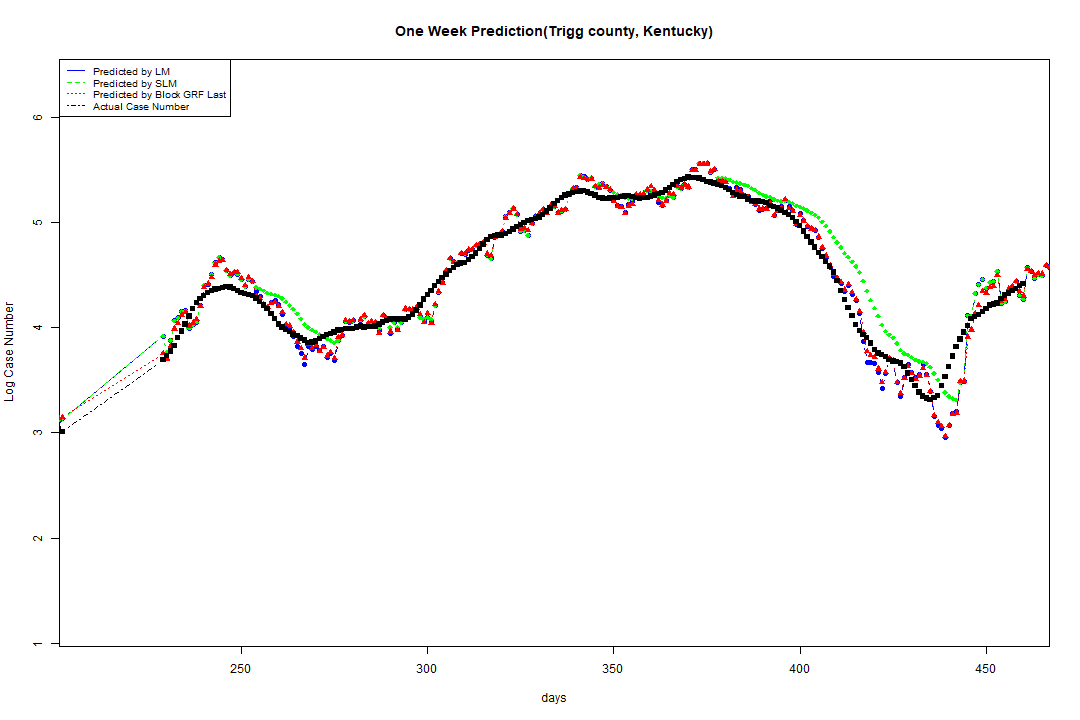 One Week Prediction(Trigg county, Kentucky)
Predicted by LM
Predicted by SLM
Predicted by Block GRF Last
Actual Case Number
6
5
4
3
2
1
Log Case Number
250 300 350 400 450
days